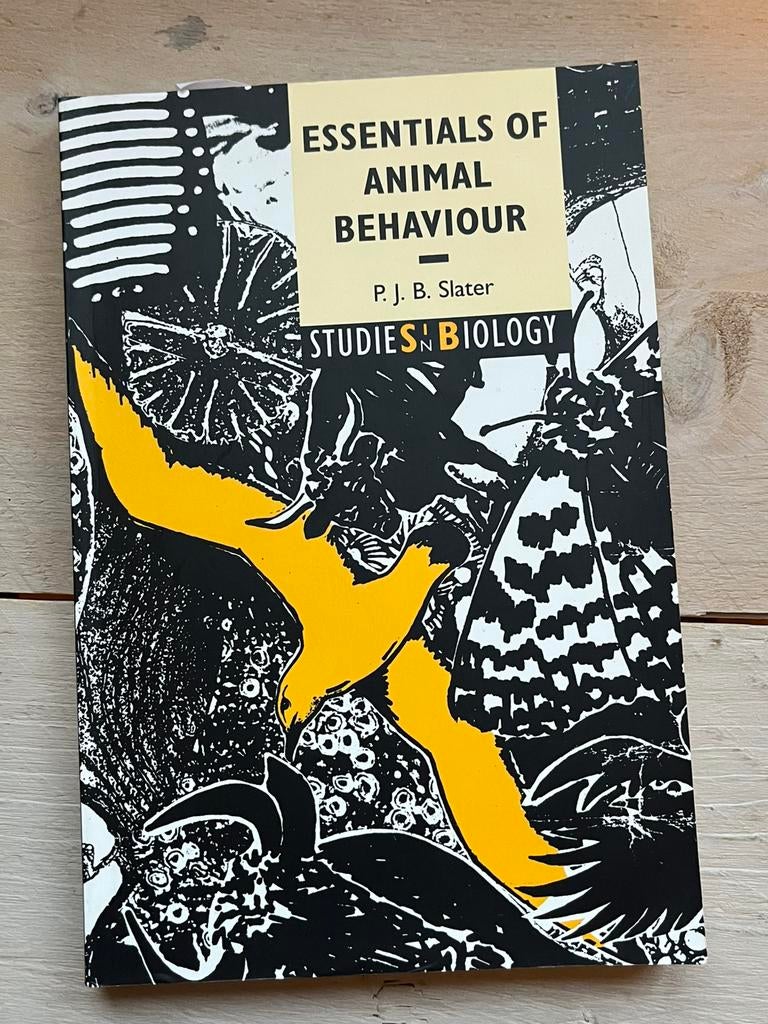 ESSENTIALS OF
ANIMAL
BEHAVIOUR
P. J. B. Slater
STUDIES IN BIOLOGY